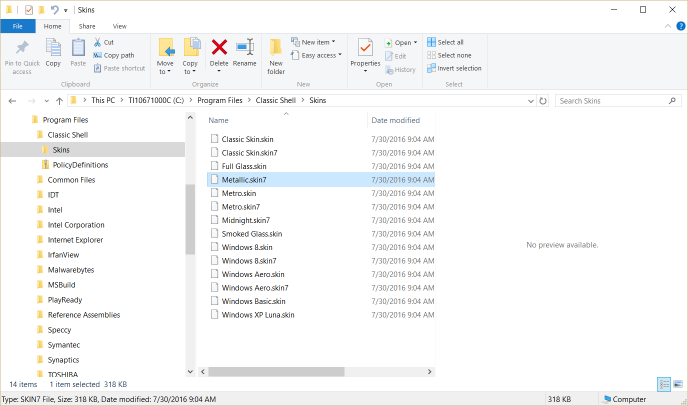 Skins
File Home Share View
Pin to Quick access
Copy
Paste
Cut
Copy path
Paste shortcut
Move to
Copy to
Delete
Rename
New folder
New item
Easy access
Properties
Open
Edit
History
Select all
Select none
Invert selection
Clipboard Organize New Open Select
This PC TI10671000C (C:) Program Files Classic Shell Skins
Search Skins
Program Files
Classic Shell
Skins
PolicyDefinitions
Common Files
IDT
Intel
Intel Corporation
Internet Explorer
IrfanView
Malwarebytes
MSBuild
PlayReady
Reference Assemblies
Speccy
Symantec
Synaptics
TOSHIBA
Name Date modified
Classic Skin.skin 7/30/2016 9:04 AM
Classic Skin.skin7 7/30/2016 9:04 AM
Full Glass.skin 7/30/2016 9:04 AM
Metallic.skin7 7/30/2016 9:04 AM
Metro.skin 7/30/2016 9:04 AM
Metro.skin7 7/30/2016 9:04 AM
Midnight.skin7 7/30/2016 9:04 AM
Smoked Glass.skin 7/30/2016 9:04 AM
Windows 8.skin 7/30/2016 9:04 AM
Windows 8.skin7 7/30/2016 9:04 AM
Windows Aero.skin 7/30/2016 9:04 AM
Windows Aero.skin7 7/30/2016 9:04 AM
Windows Basic.skin 7/30/2016 9:04 AM
Windows XP Luna.skin 7/30/2016 9:04 AM
No preview available.
14 items 1 item selected 318 KB
Type: SKIN7 File, Size: 318 KB, Date modified: 7/30/2016 9:04 AM 318 KB Computer